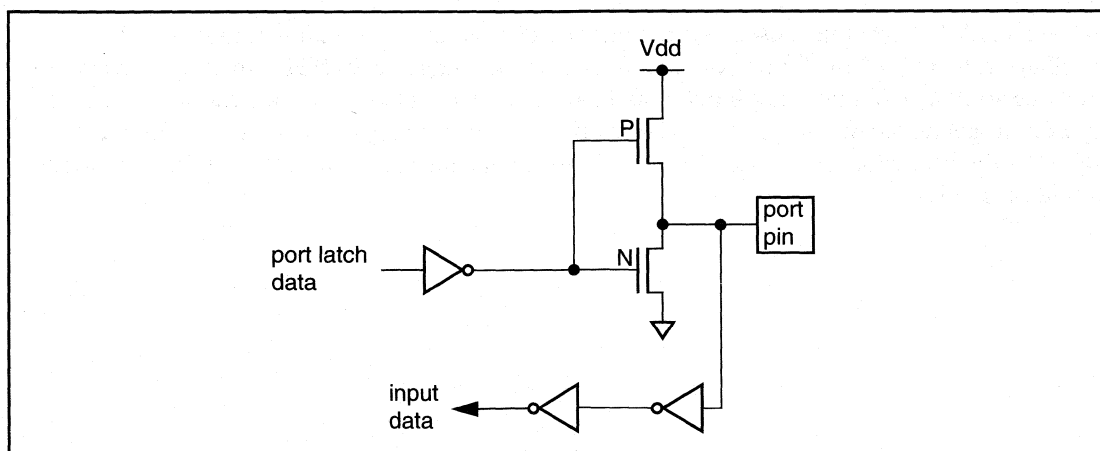 Vdd
P
port
pin
N
port latch
data
input
data